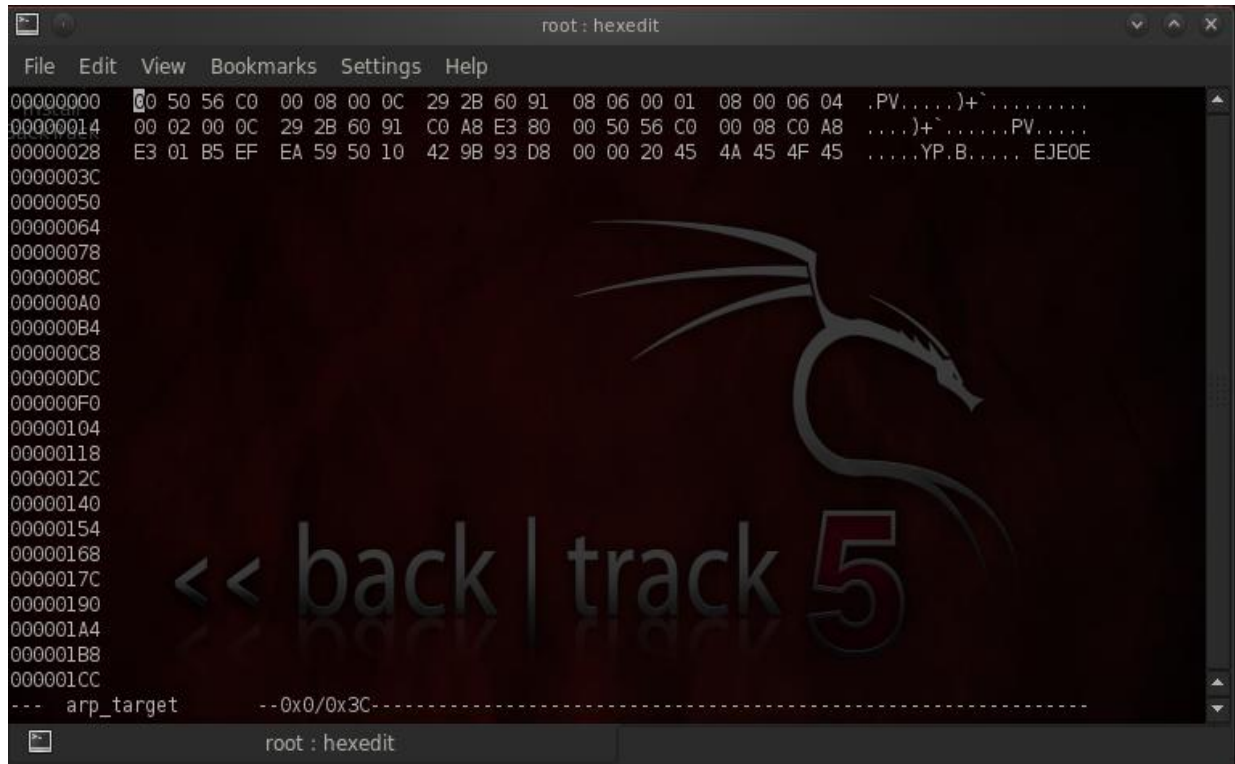 root : hexedit
File Edit View Bookmarks Settings Help
00000000 00 50 56 C0 00 08 00 0C 29 2B 60 91 08 06 00 01 08 00 06 04 .PV.....)+`.........
00000014 00 02 00 0C 29 2B 60 91 C0 A8 E3 80 00 50 56 C0 00 08 C0 A8 ....)+`......PV.....
00000028 E3 01 B5 EF EA 59 50 10 42 9B 93 D8 00 00 20 45 4A 45 4F 45 .....YP.B..... EJEOE
0000003C
00000050
00000064
00000078
0000008C
000000A0
000000B4
000000C8
000000DC
000000F0
00000104
00000118
0000012C
00000140
00000154
00000168
0000017C
00000190
000001A4
000001B8
000001CC
<< back | track 5
--- arp_target --0x0/0x3C-----------------------------------------------------------------
root : hexedit